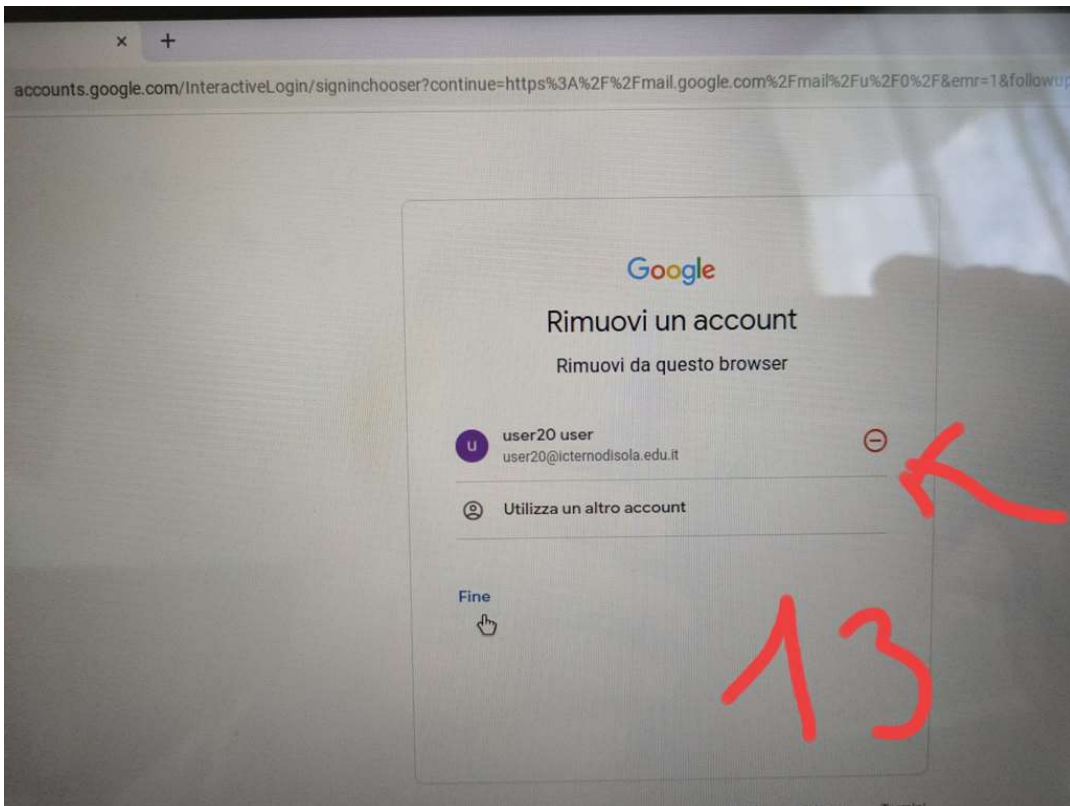 × +
accounts.google.com/InteractiveLogin/signinchooser?continue=https%3A%2F%2Fmail.google.com%2Fmail%2Fu%2F0%2F&emr=1&followup
Google
Rimuovi un account
Rimuovi da questo browser
U user20 user
user20@icternodisola.edu.it
Utilizza un altro account
Fine
13